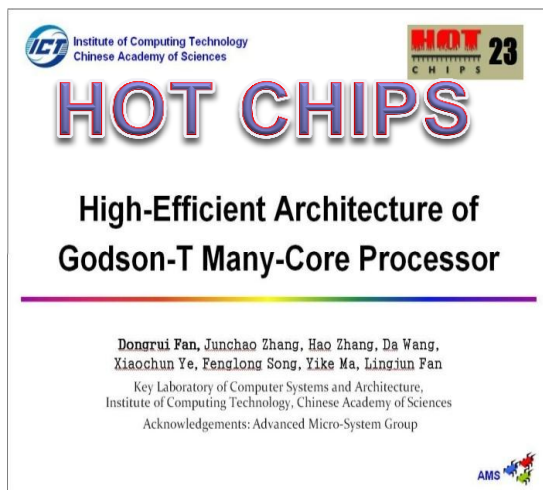 ICT Institute of Computing Technology
Chinese Academy of Sciences
HOT 23
CHIPS
HOT CHIPS
High-Efficient Architecture of
Godson-T Many-Core Processor
Dongrui Fan, Junchao Zhang, Hao Zhang, Da Wang,
Xiaochun Ye, Fenglong Song, Yike Ma, Lingjun Fan
Key Laboratory of Computer Systems and Architecture,
Institute of Computing Technology, Chinese Academy of Sciences
Acknowledgements: Advanced Micro-System Group
AMS